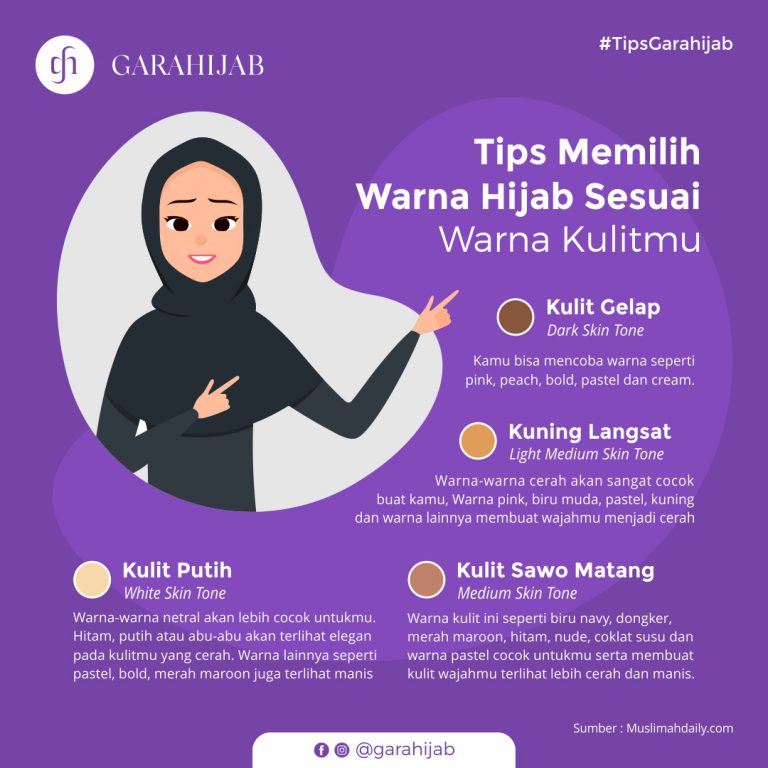 GARAHIJAB
#TipsGarahijab
Tips Memilih
Warna Hijab Sesuai
Warna Kulitmu
Kulit Gelap
Dark Skin Tone
Kamu bisa mencoba warna seperti
pink, peach, bold, pastel dan cream.
Kuning Langsat
Light Medium Skin Tone
Warna-warna cerah akan sangat cocok
buat kamu, Warna pink, biru muda, pastel, kuning
dan warna lainnya membuat wajahmu menjadi cerah
Kulit Putih
White Skin Tone
Warna-warna netral akan lebih cocok untukmu.
Hitam, putih atau abu-abu akan terlihat elegan
pada kulitmu yang cerah. Warna lainnya seperti
pastel, bold, merah maroon juga terlihat manis
Kulit Sawo Matang
Medium Skin Tone
Warna kulit ini seperti biru navy, dongker,
merah maroon, hitam, nude, coklat susu dan
warna pastel cocok untukmu serta membuat
kulit wajahmu terlihat lebih cerah dan manis.
Sumber : Muslimahdaily.com
@garahijab